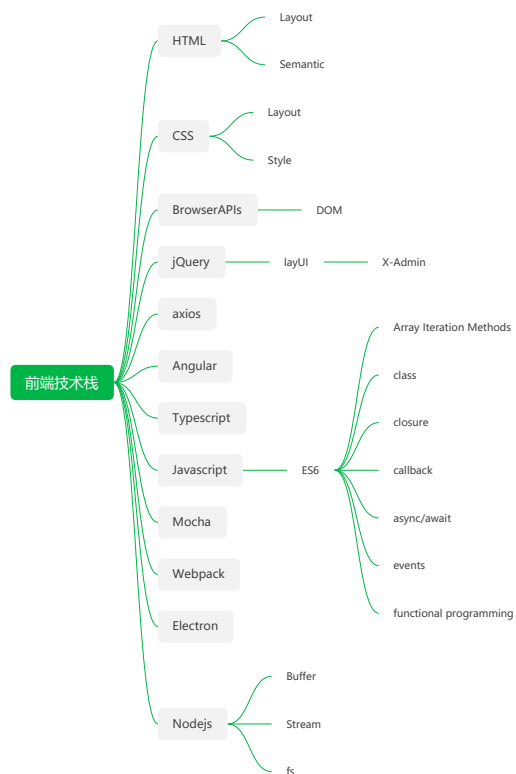 前端技术栈
HTML
Layout
Semantic
CSS
Layout
Style
BrowserAPIs
DOM
jQuery
layUI
X-Admin
axios
Angular
Typescript
Javascript
ES6
Array Iteration Methods
class
closure
callback
async/await
events
functional programming
Mocha
Webpack
Electron
Nodejs
Buffer
Stream
fs